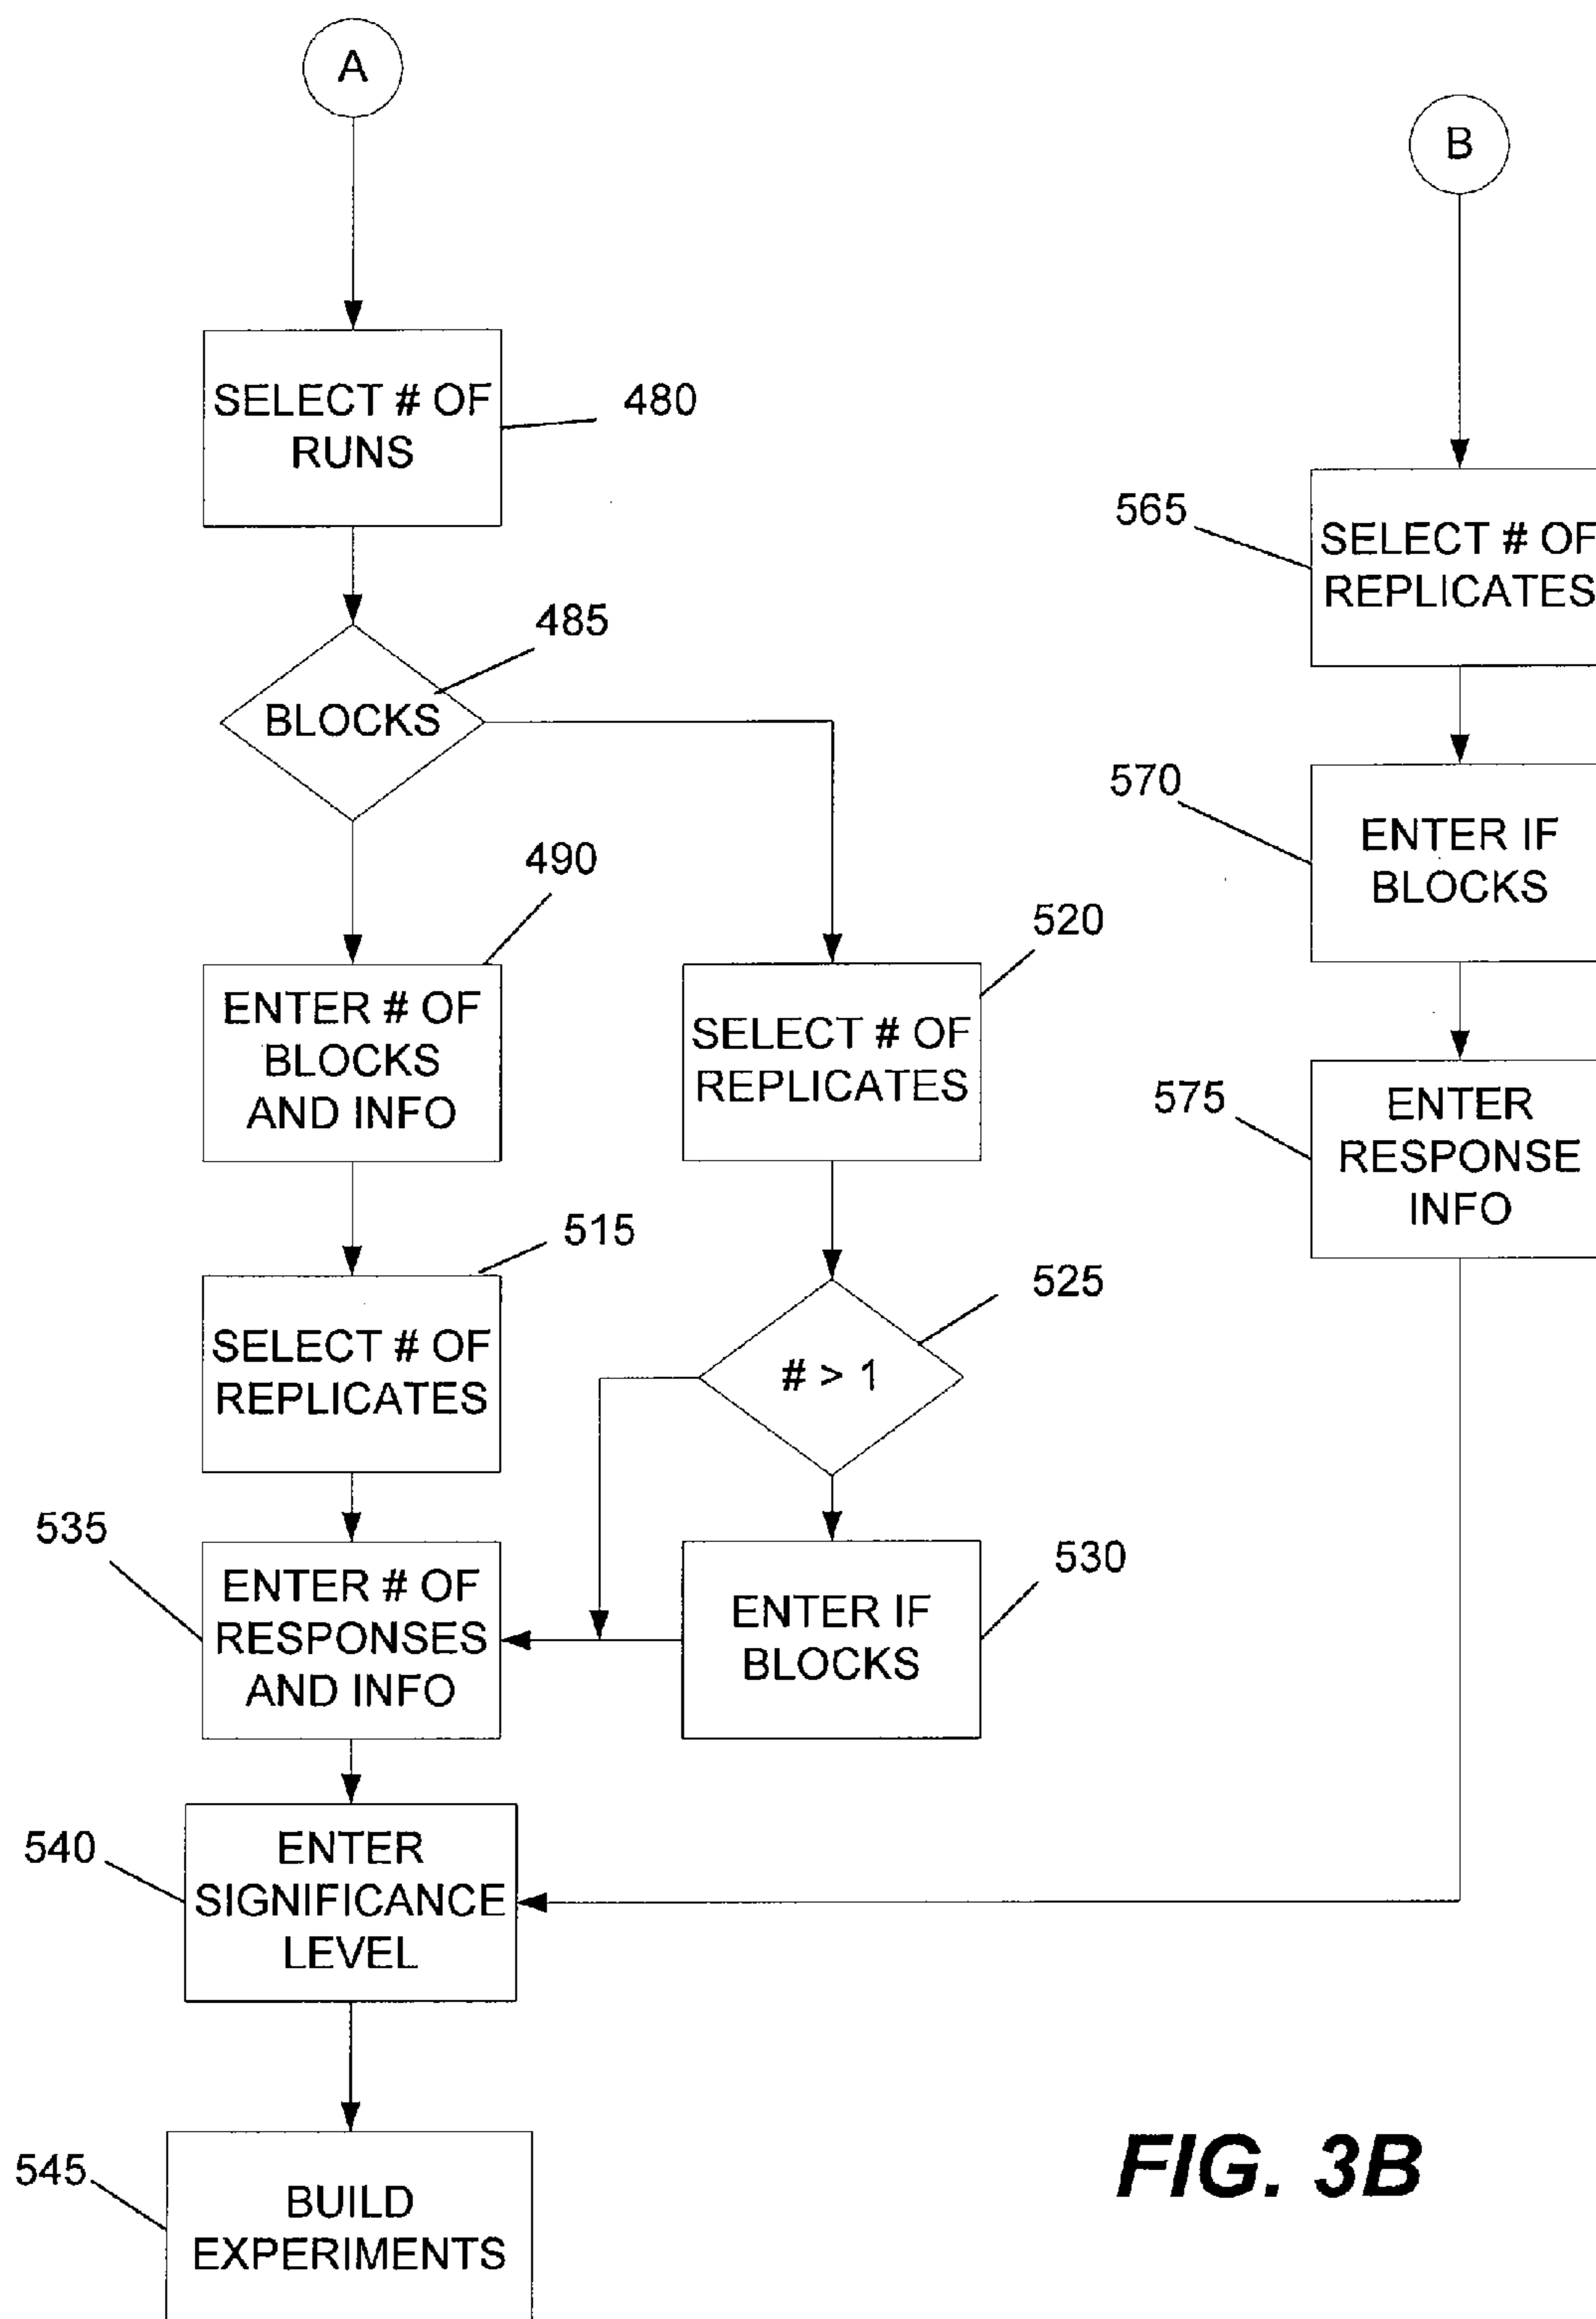 A
B
SELECT # OF
RUNS
480
565
SELECT # OF
REPLICATES
485
BLOCKS
570
ENTER IF
BLOCKS
490
520
ENTER # OF
BLOCKS
AND INFO
SELECT # OF
REPLICATES
575
ENTER
RESPONSE
INFO
515
525
SELECT # OF
REPLICATES
# > 1
535
530
ENTER # OF
RESPONSES
AND INFO
ENTER IF
BLOCKS
540
ENTER
SIGNIFICANCE
LEVEL
545
BUILD
EXPERIMENTS
FIG. 3B